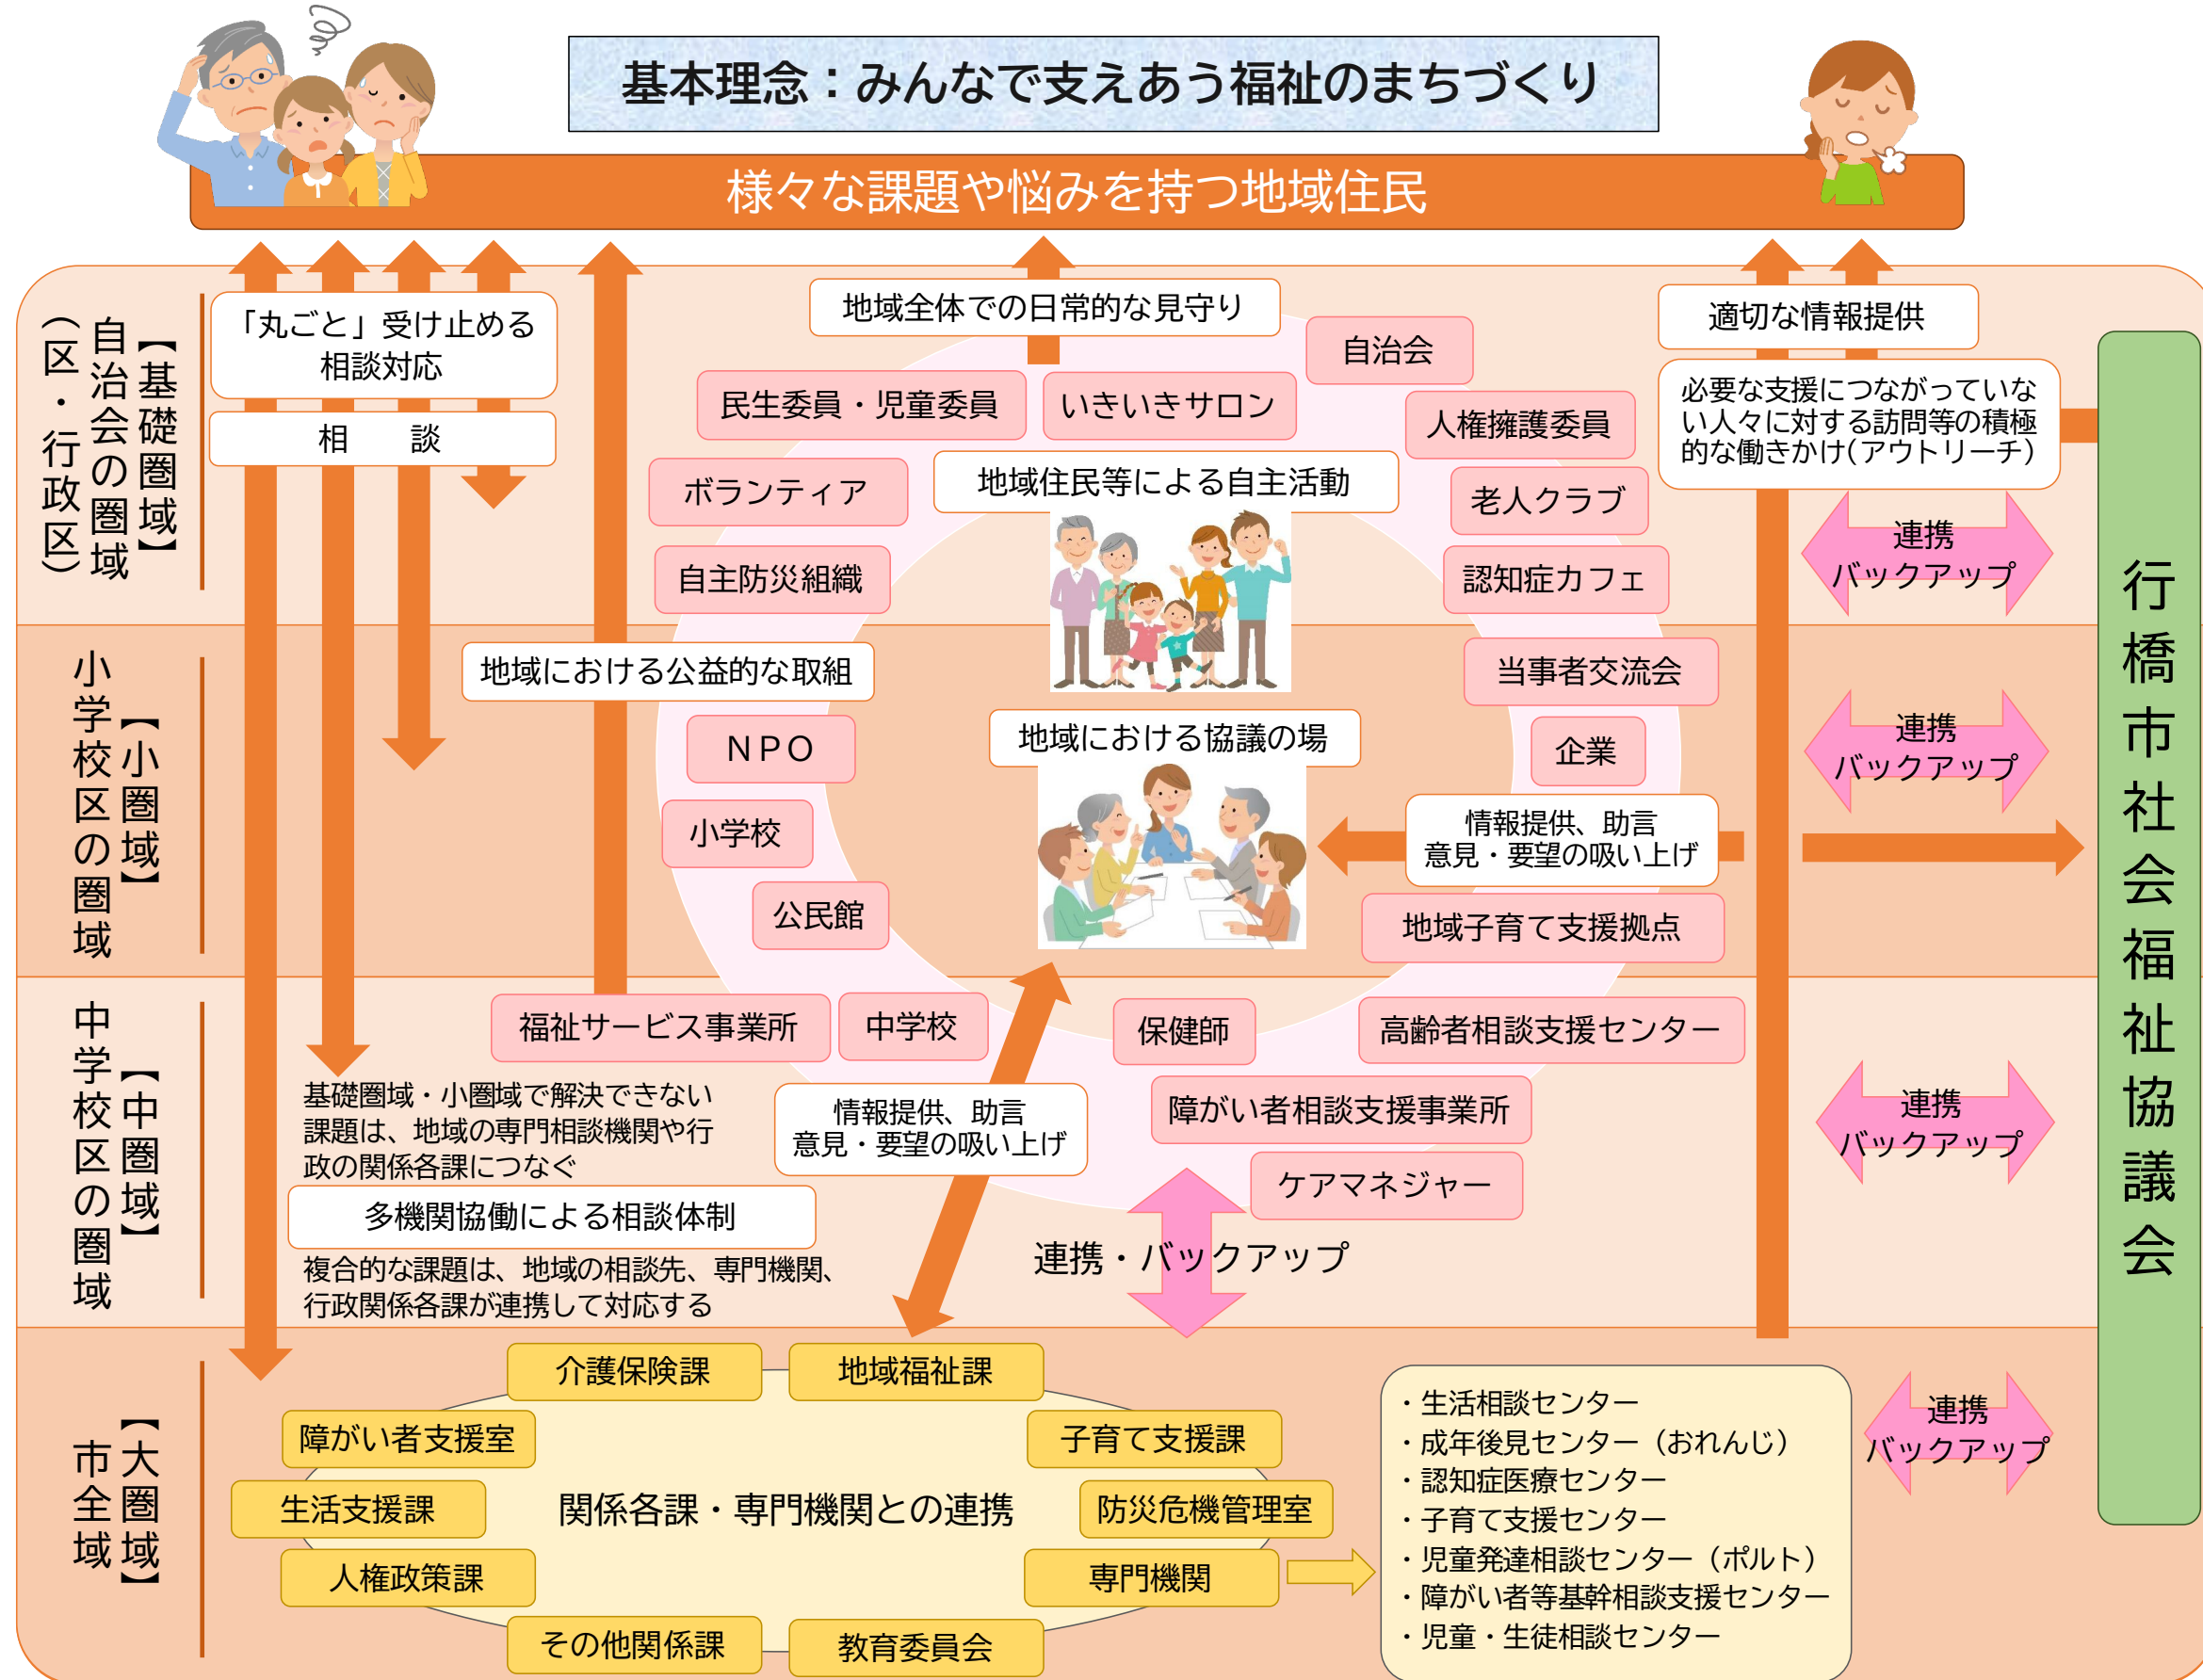 基本理念：みんなで支えあう福祉のまちづくり
様々な課題や悩みを持つ地域住民
【基礎圏域】
自治会の圏域
（区・行政区）
「丸ごと」受け止める
相談対応
相　談
地域全体での日常的な見守り
適切な情報提供
必要な支援につながっていな
い人々に対する訪問等の積極
的な働きかけ(アウトリーチ)
自治会
民生委員・児童委員
いきいきサロン
人権擁護委員
ボランティア
地域住民等による自主活動
老人クラブ
自主防災組織
認知症カフェ
連携
バックアップ
行橋市社会福祉協議会
【小圏域】
小学校区の圏域
地域における公益的な取組
当事者交流会
ＮＰＯ
地域における協議の場
企業
連携
バックアップ
小学校
情報提供、助言
意見・要望の吸い上げ
公民館
地域子育て支援拠点
【中圏域】
中学校区の圏域
福祉サービス事業所
中学校
保健師
高齢者相談支援センター
基礎圏域・小圏域で解決できない
課題は、地域の専門相談機関や行
政の関係各課につなぐ
情報提供、助言
意見・要望の吸い上げ
障がい者相談支援事業所
連携
バックアップ
ケアマネジャー
多機関協働による相談体制
複合的な課題は、地域の相談先、専門機関、
行政関係各課が連携して対応する
連携・バックアップ
【大圏域】
市全域
介護保険課
地域福祉課
障がい者支援室
子育て支援課
生活支援課
関係各課・専門機関との連携
防災危機管理室
人権政策課
専門機関
その他関係課
教育委員会
・生活相談センター
・成年後見センター（おれんじ）
・認知症医療センター
・子育て支援センター
・児童発達相談センター（ポルト）
・障がい者等基幹相談支援センター
・児童・生徒相談センター
連携
バックアップ